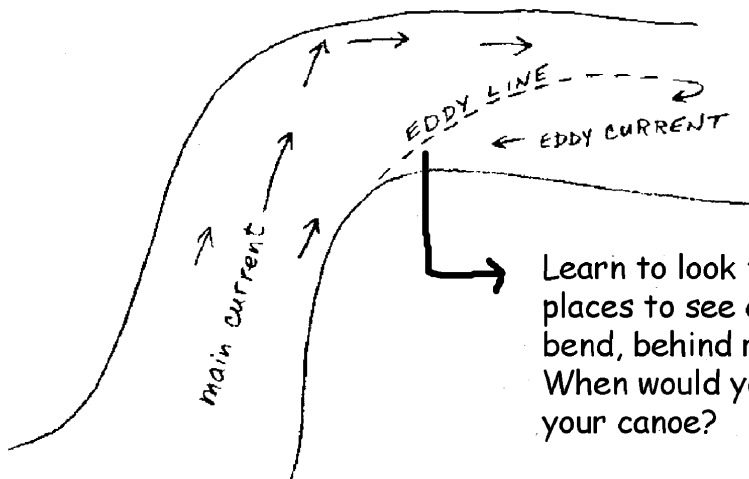 EDDY LINE
EDDY CURRENT
main current
Learn to look
places to see
bend, behind
When would
your canoe?